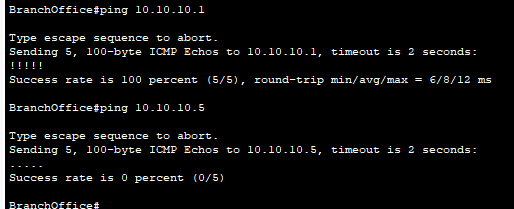 BranchOffice#ping 10.10.10.1
Type escape sequence to abort.
Sending 5, 100-byte ICMP Echos to 10.10.10.1, timeout is 2 seconds:
!!!!!
Success rate is 100 percent (5/5), round-trip min/avg/max = 6/8/12 ms
BranchOffice#ping 10.10.10.5
Type escape sequence to abort.
Sending 5, 100-byte ICMP Echos to 10.10.10.5, timeout is 2 seconds:
.....
Success rate is 0 percent (0/5)
BranchOffice#